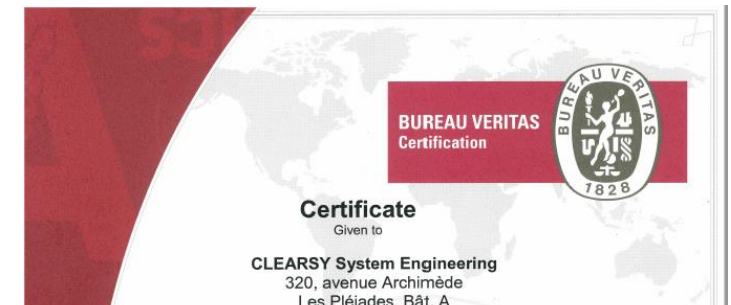 BUREAU VERITAS
Certification
BUREAU VERITAS
1828
Certificate
Given to
CLEARSY System Engineering
320, avenue Archimède
Les Pléiades, Bât. A